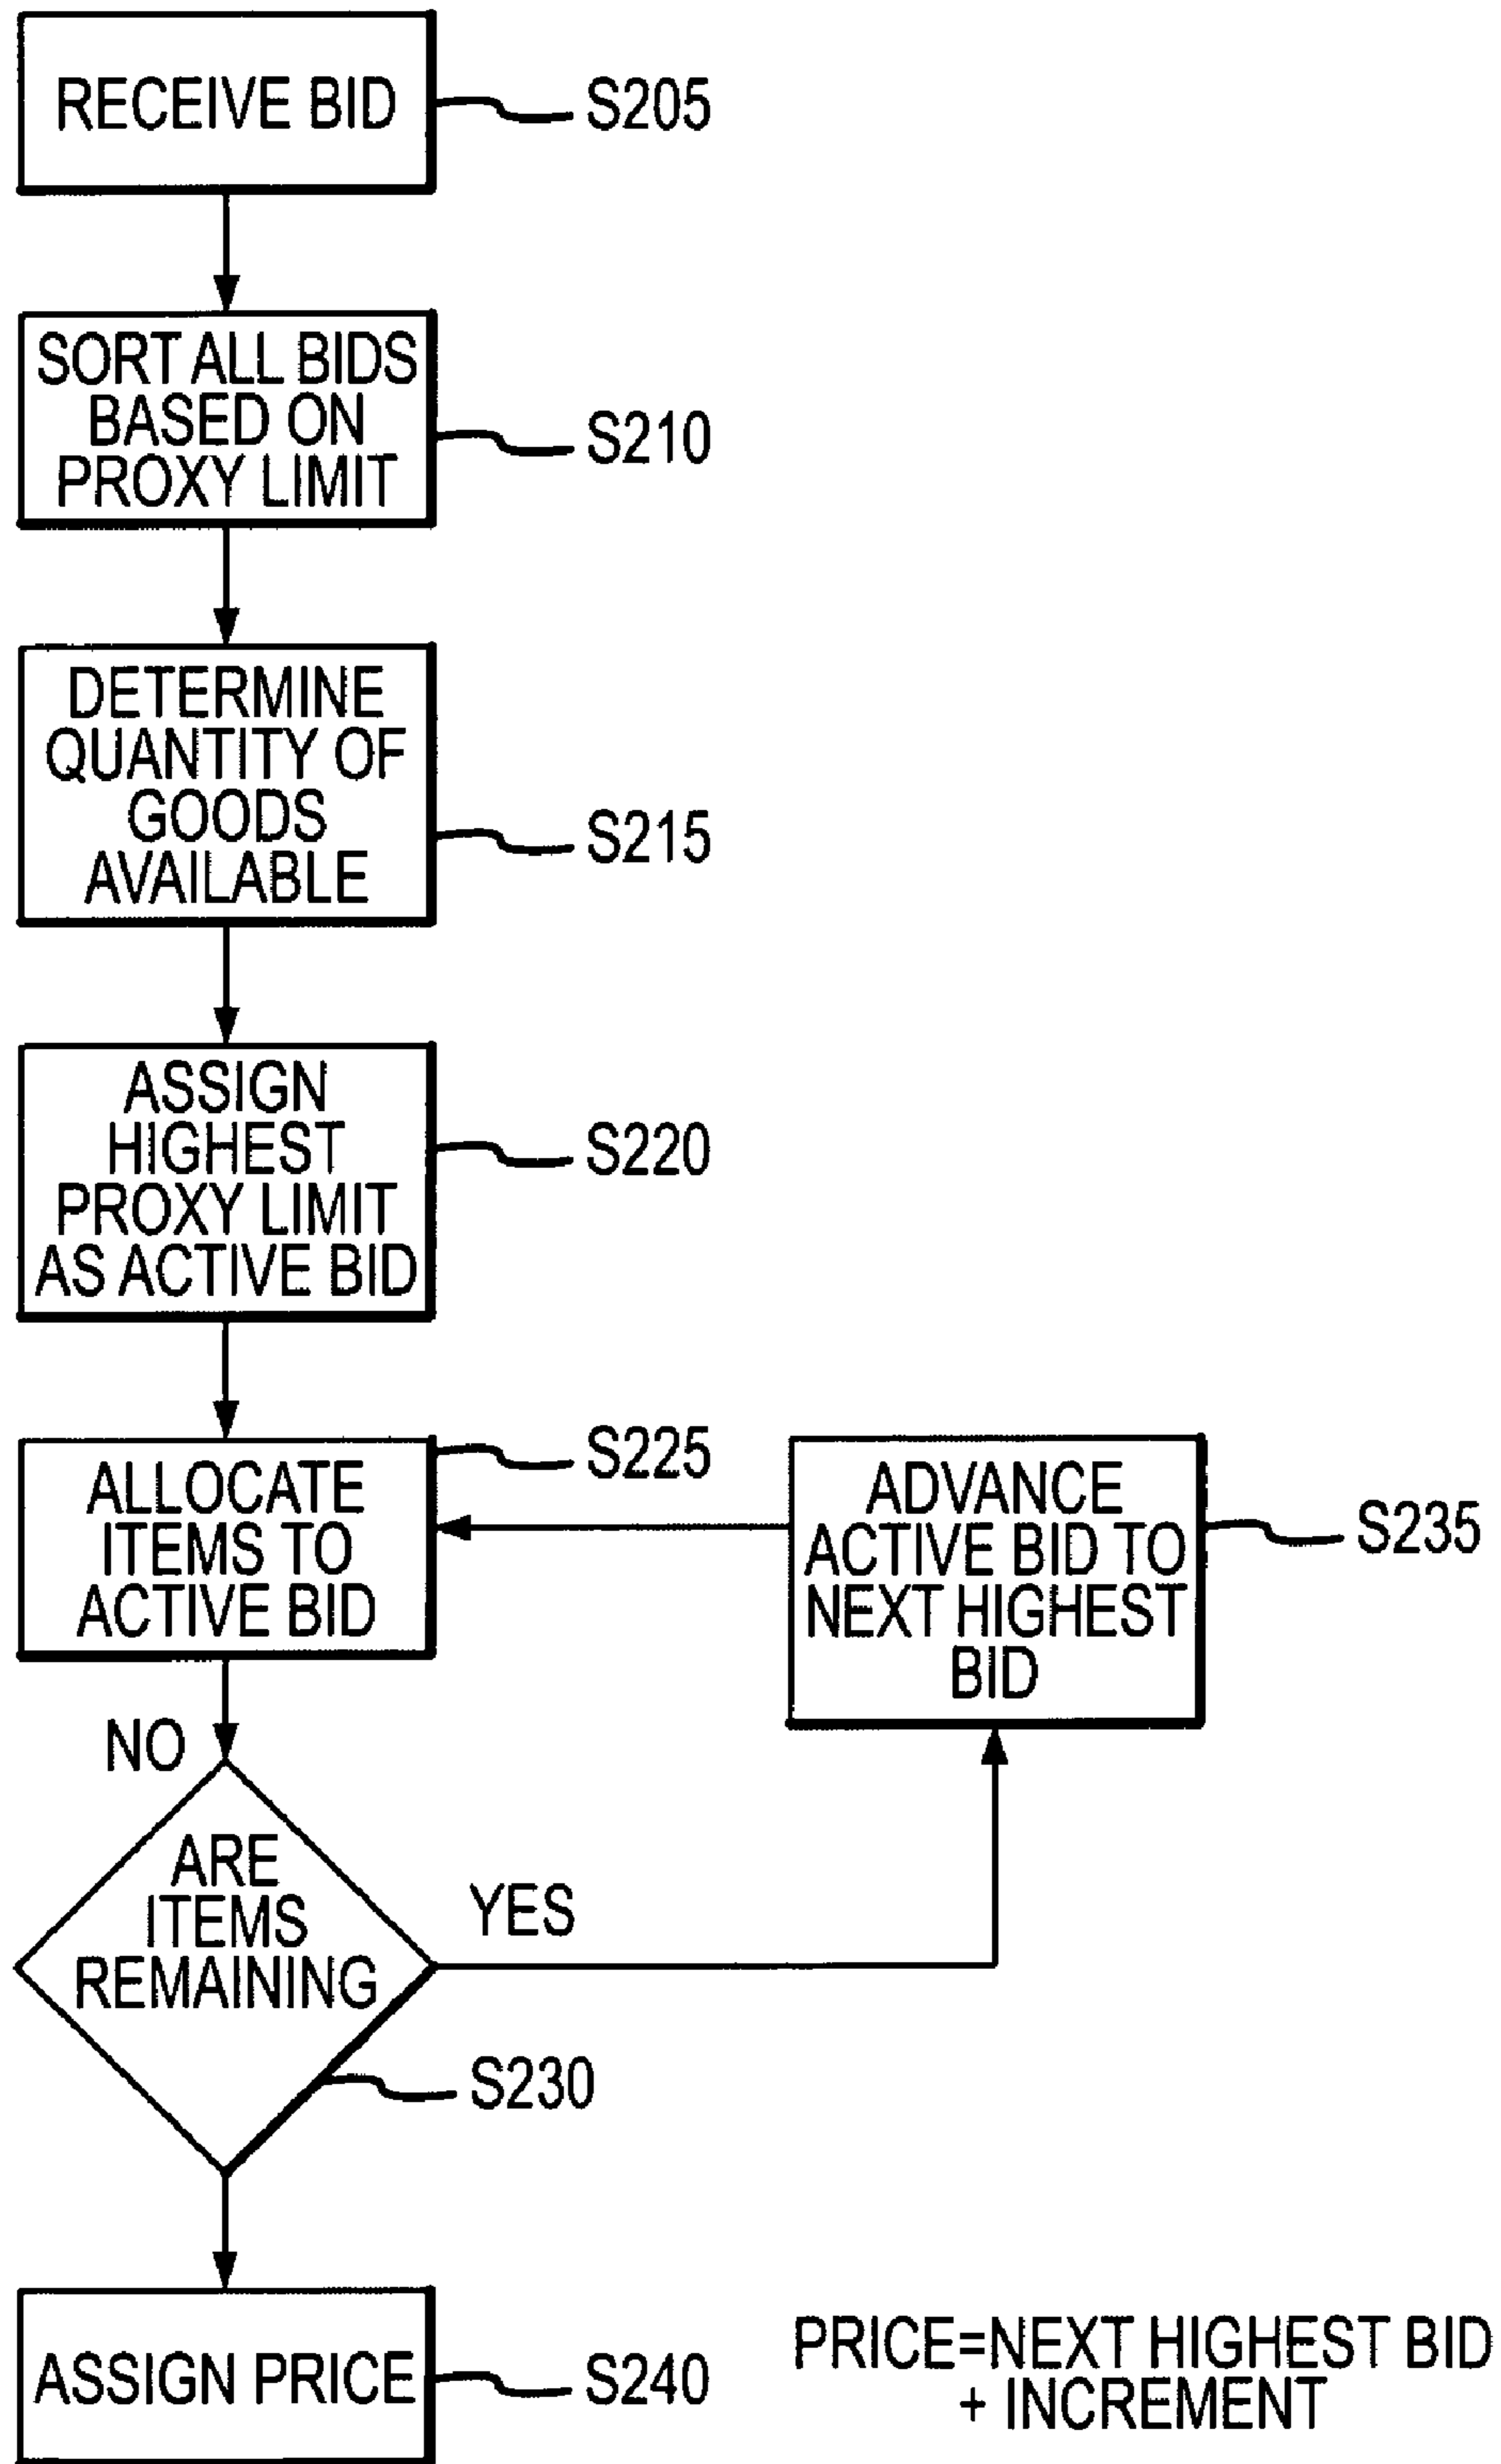 RECEIVE BID
S205
SORT ALL BIDS
BASED ON
PROXY LIMIT
S210
DETERMINE
QUANTITY OF
GOODS
AVAILABLE
S215
ASSIGN
HIGHEST
PROXY LIMIT
AS ACTIVE BID
S220
ALLOCATE
ITEMS TO
ACTIVE BID
S225
ADVANCE
ACTIVE BID TO
NEXT HIGHEST
BID
S235
NO
ARE
ITEMS
REMAINING
YES
S230
ASSIGN PRICE
S240
PRICE=NEXT HIGHEST BID
+ INCREMENT